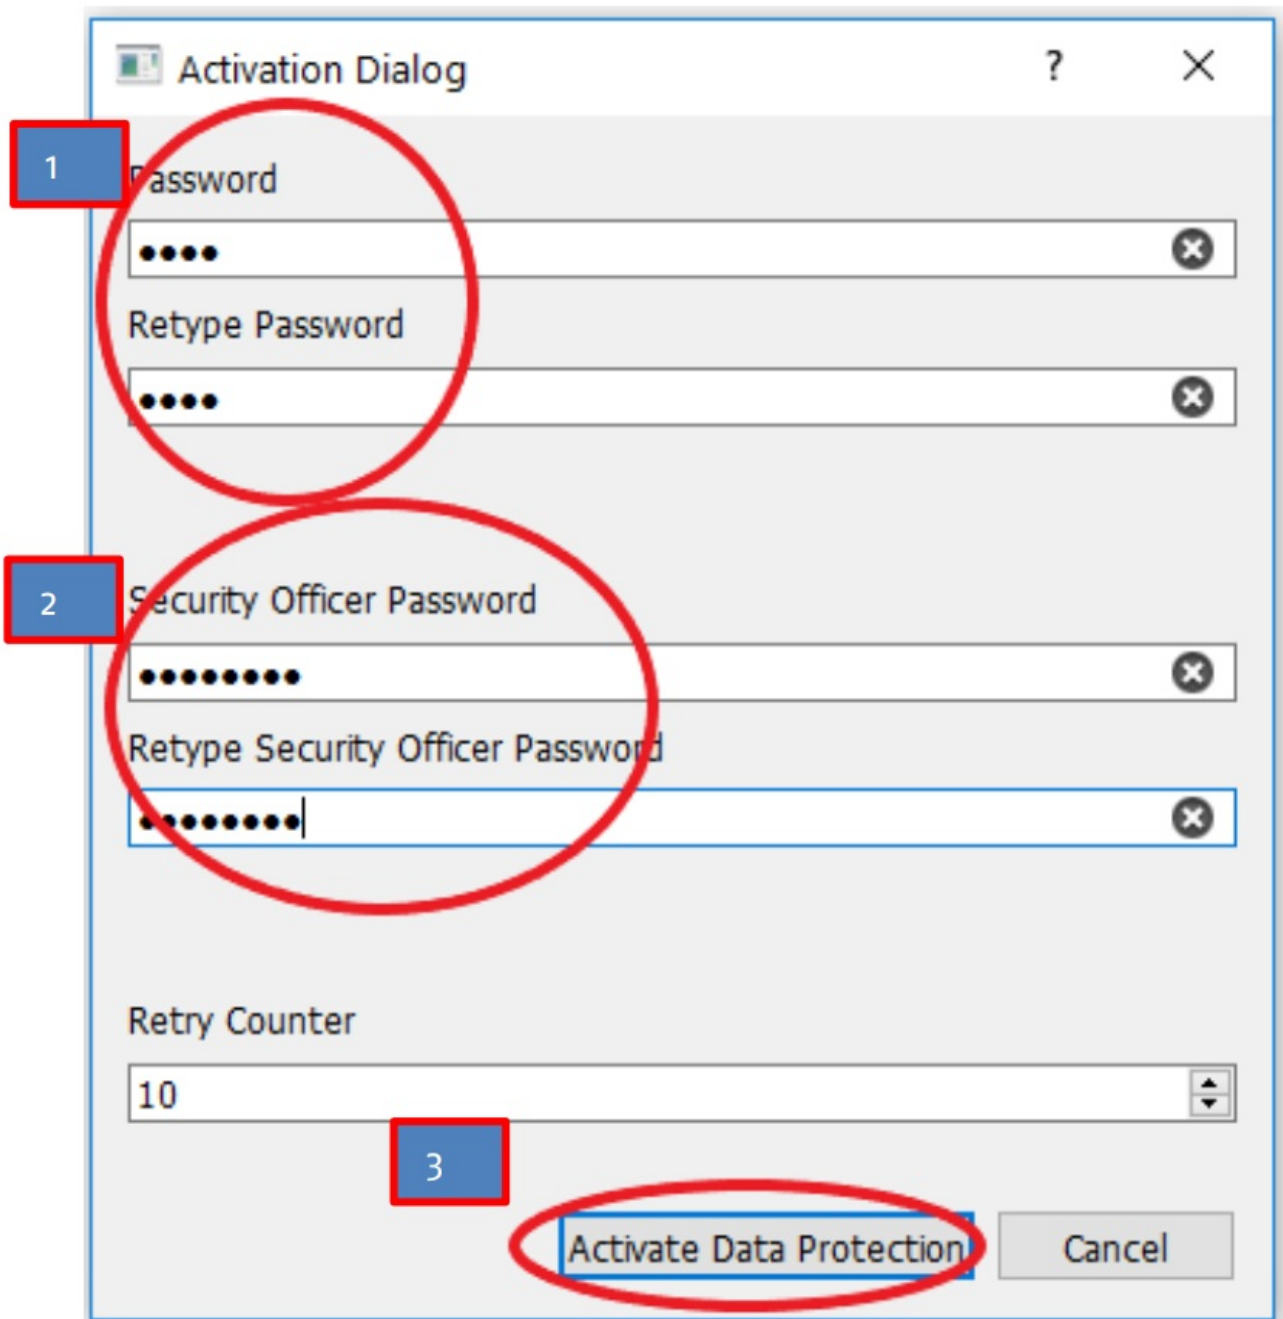 Activation Dialog ?
1
Password
••••
Retype Password
••••
2
Security Officer Password
••••••••
Retype Security Officer Password
••••••••
Retry Counter
10
3
Activate Data Protection Cancel